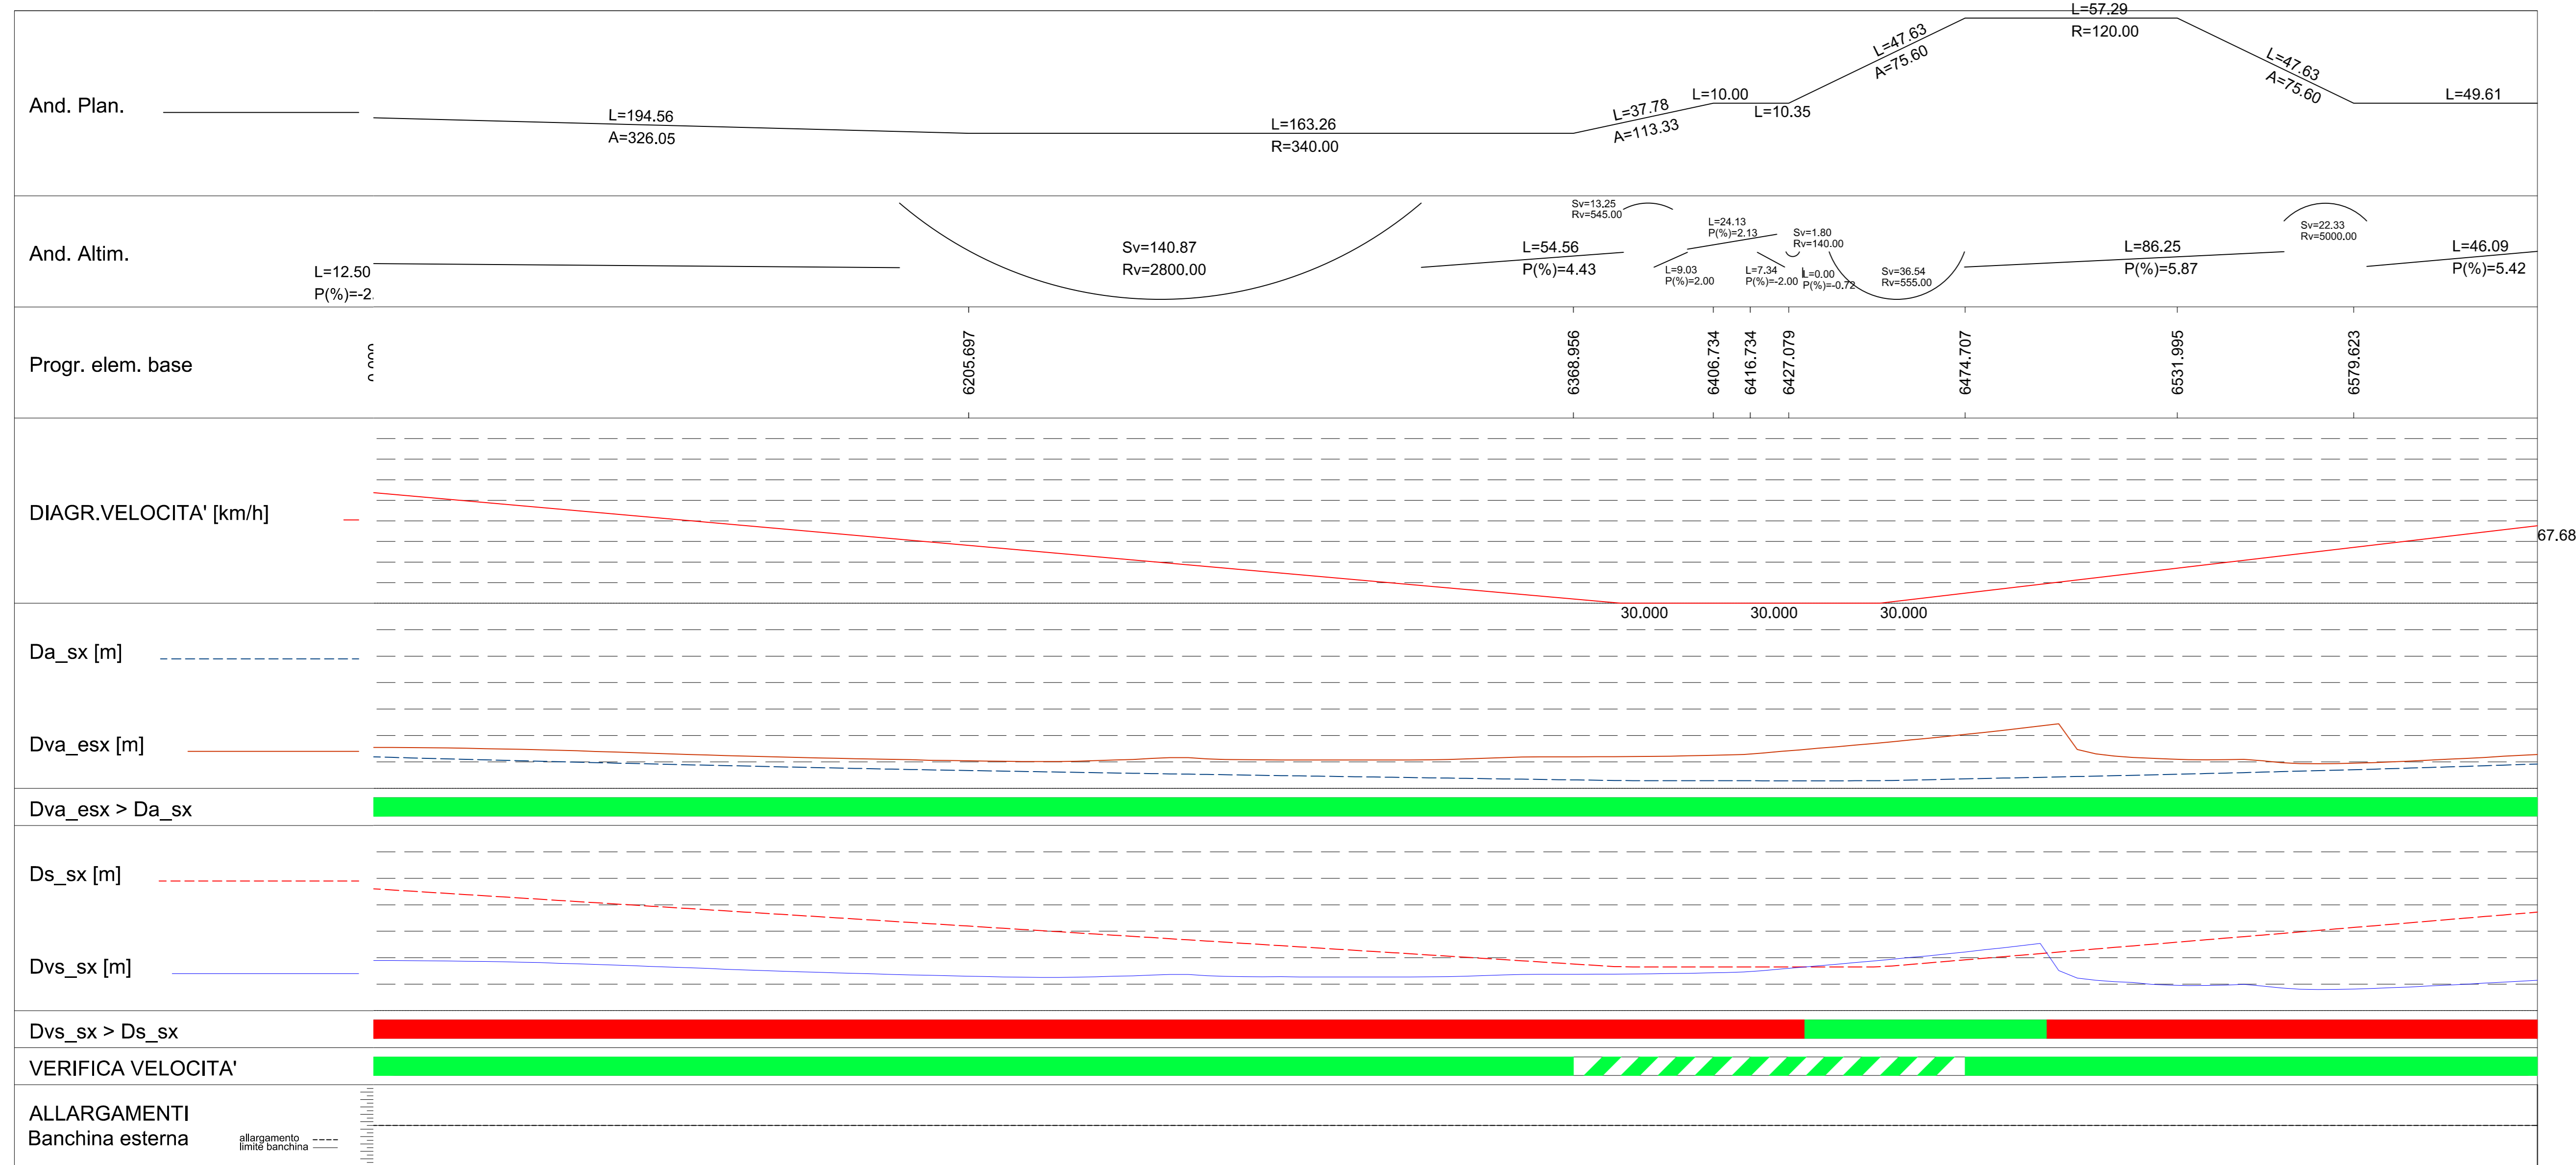 And. Plan.
L=194.56
A=326.05
L=163.26
R=340.00
L=37.78
A=113.33
L=10.00
L=10.35
L=47.63
A=75.60
L=57.29
R=120.00
L=47.63
A=75.60
L=49.61
And. Altim.
L=12.50
P(%)=-2.
Sv=140.87
Rv=2800.00
L=54.56
P(%)=4.43
Sv=13.25
Rv=545.00
L=9.03
P(%)=2.00
L=24.13
P(%)=2.13
L=7.34
P(%)=-2.00
Sv=1.80
Rv=140.00
L=0.00
P(%)=-0.72
Sv=36.54
Rv=555.00
L=86.25
P(%)=5.87
Sv=22.33
Rv=5000.00
L=46.09
P(%)=5.42
Progr. elem. base
6205.697
6368.956
6406.734
6416.734
6427.079
6474.707
6531.995
6579.623
DIAGR.VELOCITA' [km/h]
67.68
30.000
30.000
30.000
Da_sx [m]
Dva_esx [m]
Dva_esx > Da_sx
Ds_sx [m]
Dvs_sx [m]
Dvs_sx > Ds_sx
VERIFICA VELOCITA'
ALLARGAMENTI
Banchina esterna
allargamento
limite banchina